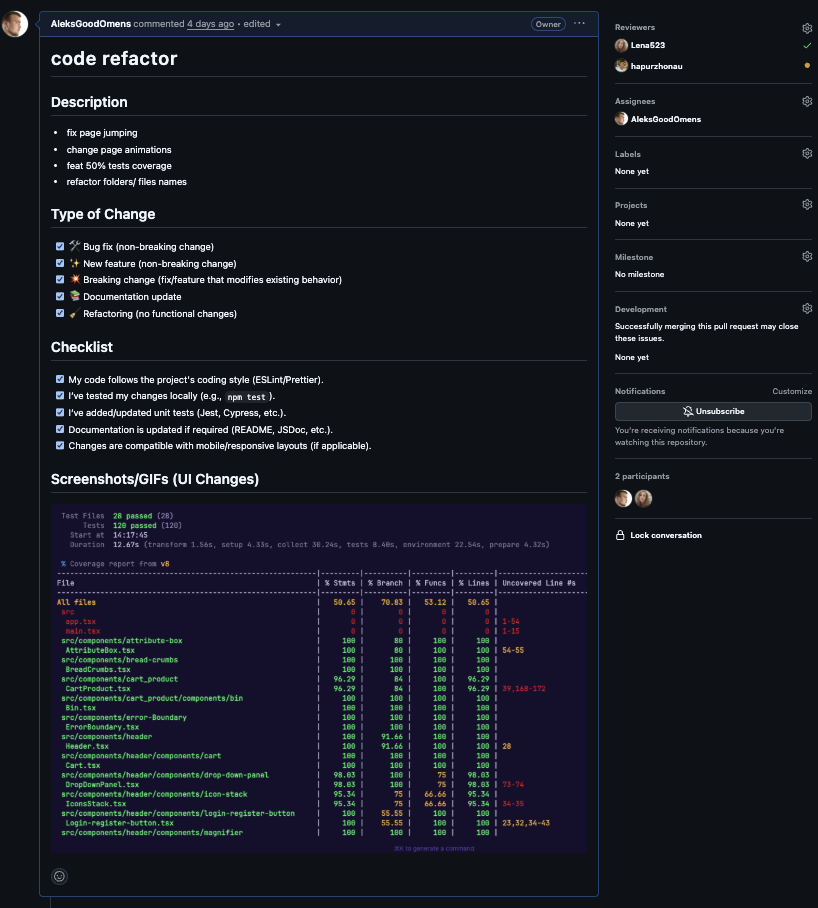 AleksGoodOmens commented 4 days ago • edited
Owner
code refactor
Description
• fix page jumping
• change page animations
• feat 50% tests coverage
• refactor folders/ files names
Type of Change
🛠️ Bug fix (non-breaking change)
✨ New feature (non-breaking change)
💥 Breaking change (fix/feature that modifies existing behavior)
📚 Documentation update
🧹 Refactoring (no functional changes)
Checklist
My code follows the project's coding style (ESLint/Prettier).
I've tested my changes locally (e.g., npm test ).
I've added/updated unit tests (Jest, Cypress, etc.).
Documentation is updated if required (README, JSDoc, etc.).
Changes are compatible with mobile/responsive layouts (if applicable).
Screenshots/GIFs (UI Changes)
Test Files 28 passed (28)
Tests 120 passed (120)
Start at 14:17:45
Duration 12.67s (transform 1.56s, setup 4.33s, collect 30.24s, tests 8.40s, environment 22.54s, prepare 4.32s)
% Coverage report from v8
File | % Stmts | % Branch | % Funcs | % Lines | Uncovered Line #s
All files | 50.65 | 70.83 | 53.12 | 50.65 |
src | 0 | 0 | 0 | 0 |
app.tsx | 0 | 0 | 0 | 0 | 1-54
main.tsx | 0 | 0 | 0 | 0 | 1-15
src/components/attribute-box | 100 | 80 | 100 | 100 |
AttributeBox.tsx | 100 | 80 | 100 | 100 | 54-55
src/components/bread-crumbs | 100 | 100 | 100 | 100 |
BreadCrumbs.tsx | 100 | 100 | 100 | 100 |
src/components/cart_product | 96.29 | 84 | 100 | 96.29 |
CartProduct.tsx | 96.29 | 84 | 100 | 96.29 | 39,168-172
src/components/cart_product/components/bin | 100 | 100 | 100 | 100 |
Bin.tsx | 100 | 100 | 100 | 100 |
src/components/error-Boundary | 100 | 100 | 100 | 100 |
ErrorBoundary.tsx | 100 | 100 | 100 | 100 |
src/components/header | 100 | 91.66 | 100 | 100 |
Header.tsx | 100 | 91.66 | 100 | 100 | 28
src/components/header/components/cart | 100 | 100 | 100 | 100 |
Cart.tsx | 100 | 100 | 100 | 100 |
src/components/header/components/drop-down-panel | 98.03 | 100 | 75 | 98.03 |
DropDownPanel.tsx | 98.03 | 100 | 75 | 98.03 | 73-74
src/components/header/components/icon-stack | 95.34 | 75 | 66.66 | 95.34 |
IconsStack.tsx | 95.34 | 75 | 66.66 | 95.34 | 34-35
src/components/header/components/login-register-button | 100 | 55.55 | 100 | 100 |
Login-register-button.tsx | 100 | 55.55 | 100 | 100 | 23,32,34-43
src/components/header/components/magnifier | 100 | 100 | 100 | 100 |
⌘K to generate a command
Reviewers
Lena523
hapurzhonau
Assignees
AleksGoodOmens
Labels
None yet
Projects
None yet
Milestone
No milestone
Development
Successfully merging this pull request may close
these issues.
None yet
Notifications
Customize
Unsubscribe
You're receiving notifications because you're
watching this repository.
2 participants
Lock conversation